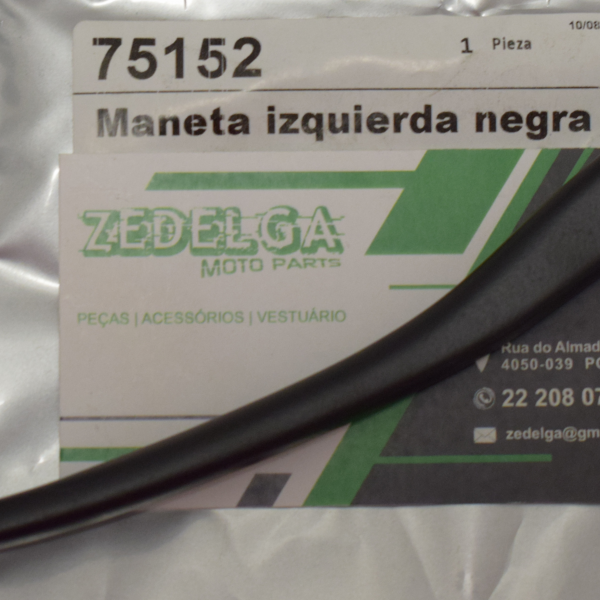 75152
1 Pieza
10/08
Maneta izquierda negra
ZEDELGA
MOTO PARTS
PEÇAS | ACESSÓRIOS | VESTUÁRIO
Rua do Almad
4050-039 PO
22 208 07
zedelga@gm